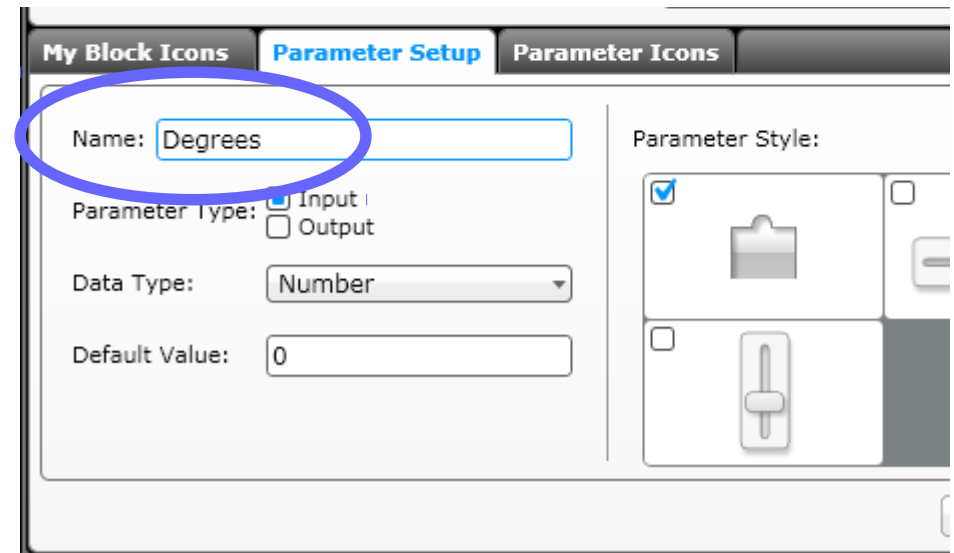 My Block Icons Parameter Setup Parameter Icons
Name: Degrees
Parameter Style:
Parameter Type: Input
Output
Data Type: Number
Default Value: 0